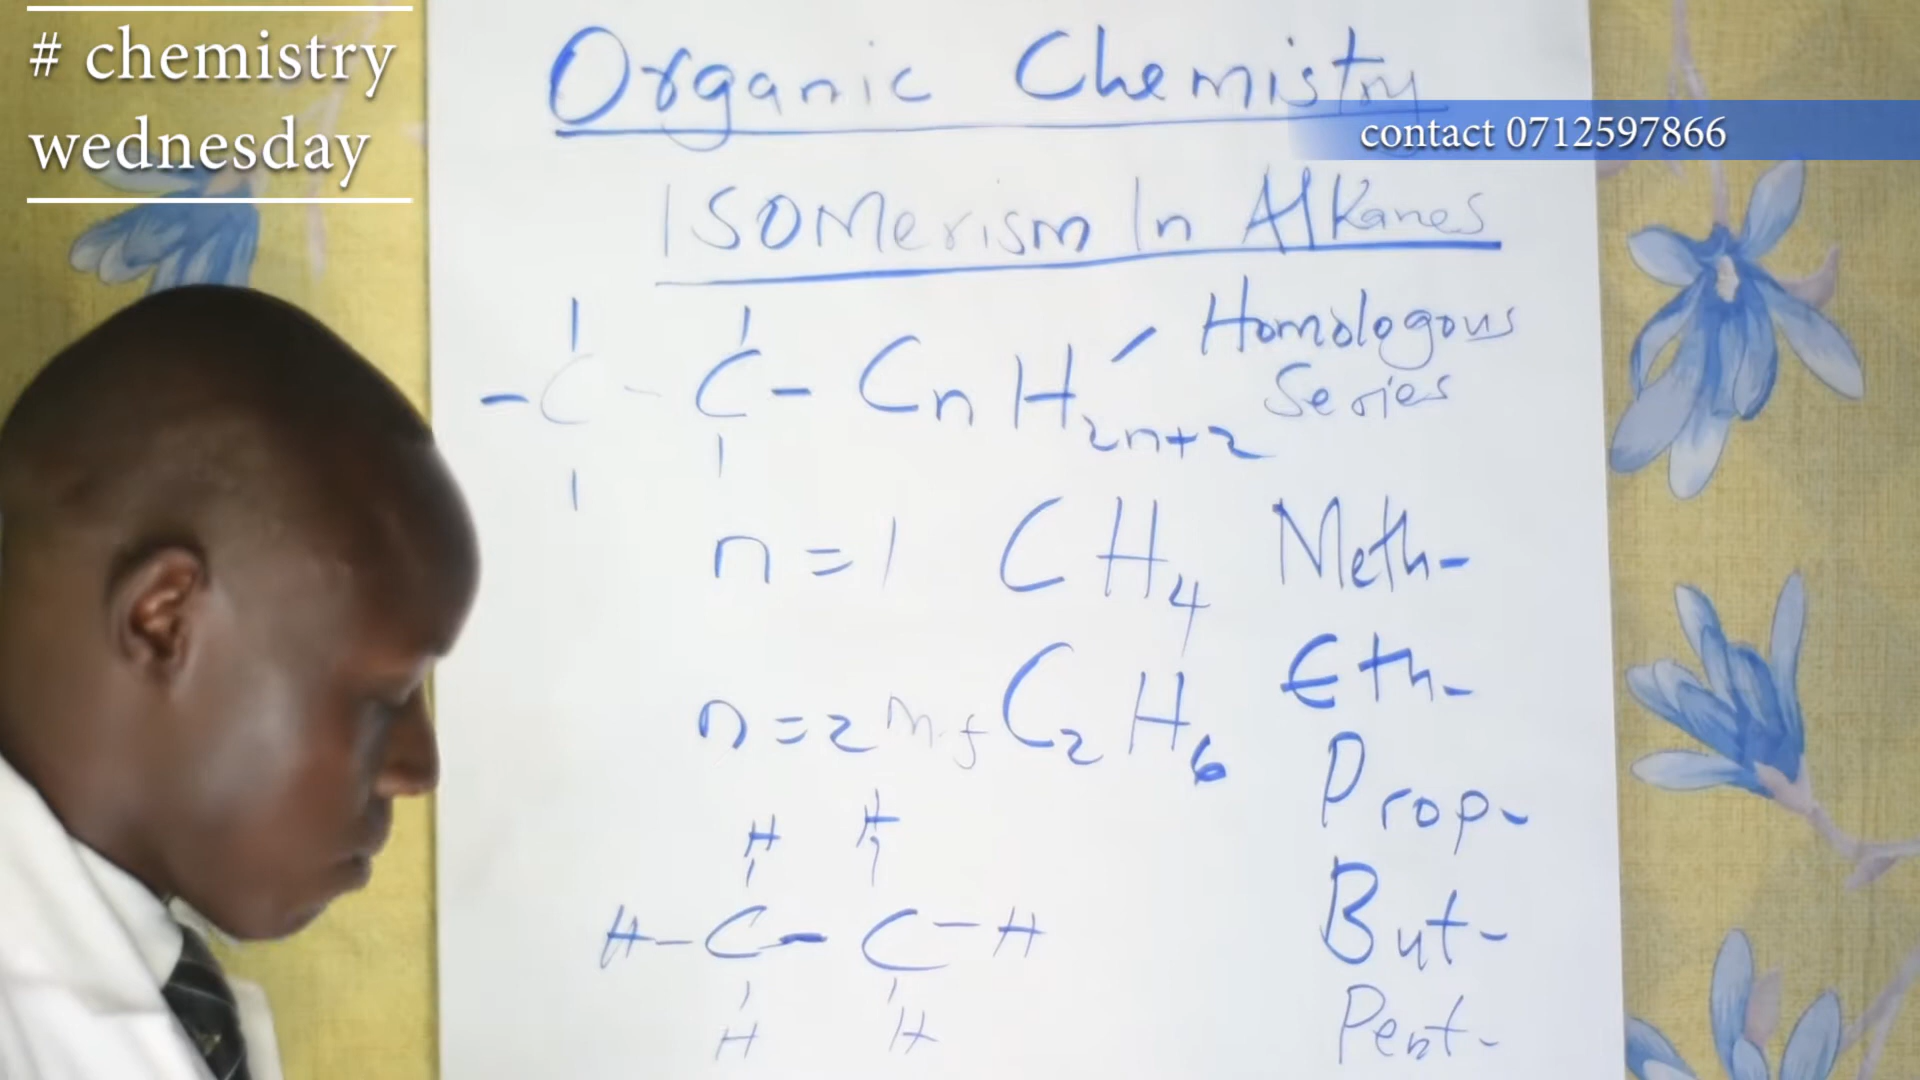 # chemistry
wednesday
contact 0712597866
Organic Chemistry
ISOMerism In Alkanes
-C-C-CnH2n+2
Homologous
Series
n=1 CH4 Meth-
n=2 C2H6 Eth-
Prop-
But-
Pent-
H H
H-C-C-H
H H